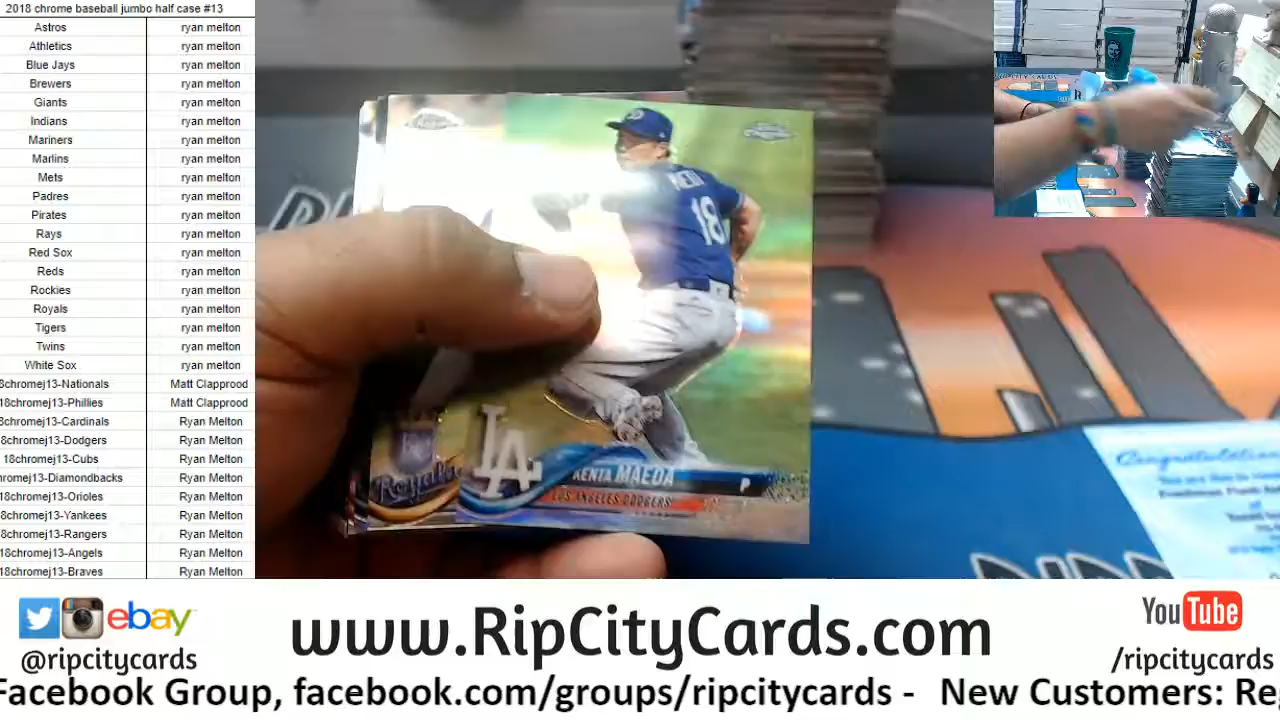 2018 chrome baseball jumbo half case #13
Astros ryan melton
Athletics ryan melton
Blue Jays ryan melton
Brewers ryan melton
Giants ryan melton
Indians ryan melton
Mariners ryan melton
Marlins ryan melton
Mets ryan melton
Padres ryan melton
Pirates ryan melton
Rays ryan melton
Red Sox ryan melton
Reds ryan melton
Rockies ryan melton
Royals ryan melton
Tigers ryan melton
Twins ryan melton
White Sox ryan melton
8chromej13-Nationals Matt Clapprood
18chromej13-Phillies Matt Clapprood
8chromej13-Cardinals Ryan Melton
8chromej13-Dodgers Ryan Melton
18chromej13-Cubs Ryan Melton
romej13-Diamondbacks Ryan Melton
18chromej13-Orioles Ryan Melton
8chromej13-Yankees Ryan Melton
8chromej13-Rangers Ryan Melton
18chromej13-Angels Ryan Melton
18chromej13-Braves Ryan Melton
18
Royals
LA
KENTA MAEDA P
LOS ANGELES DODGERS
RIP CITY CARDS
Congratulations
ebay
@ripcitycards
www.RipCityCards.com
YouTube
/ripcitycards
Facebook Group, facebook.com/groups/ripcitycards - New Customers: Reg